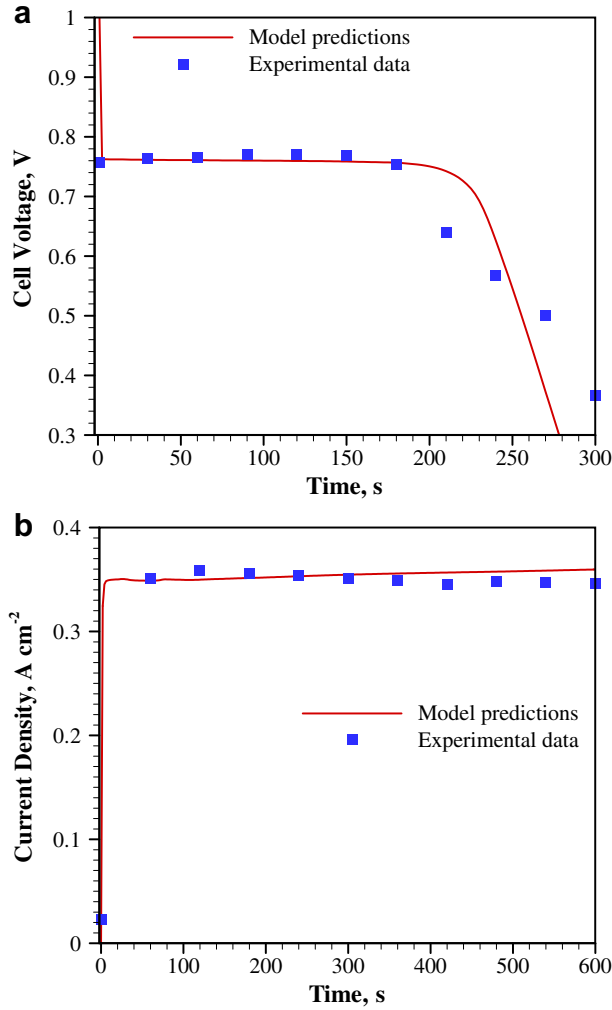 a
1
0.9
0.8
0.7
0.6
0.5
0.4
0.3
Cell Voltage, V
Model predictions
Experimental data
0 50 100 150 200 250 300
Time, s
b
0.4
0.3
0.2
0.1
0
Current Density, A cm-2
Model predictions
Experimental data
0 100 200 300 400 500 600
Time, s